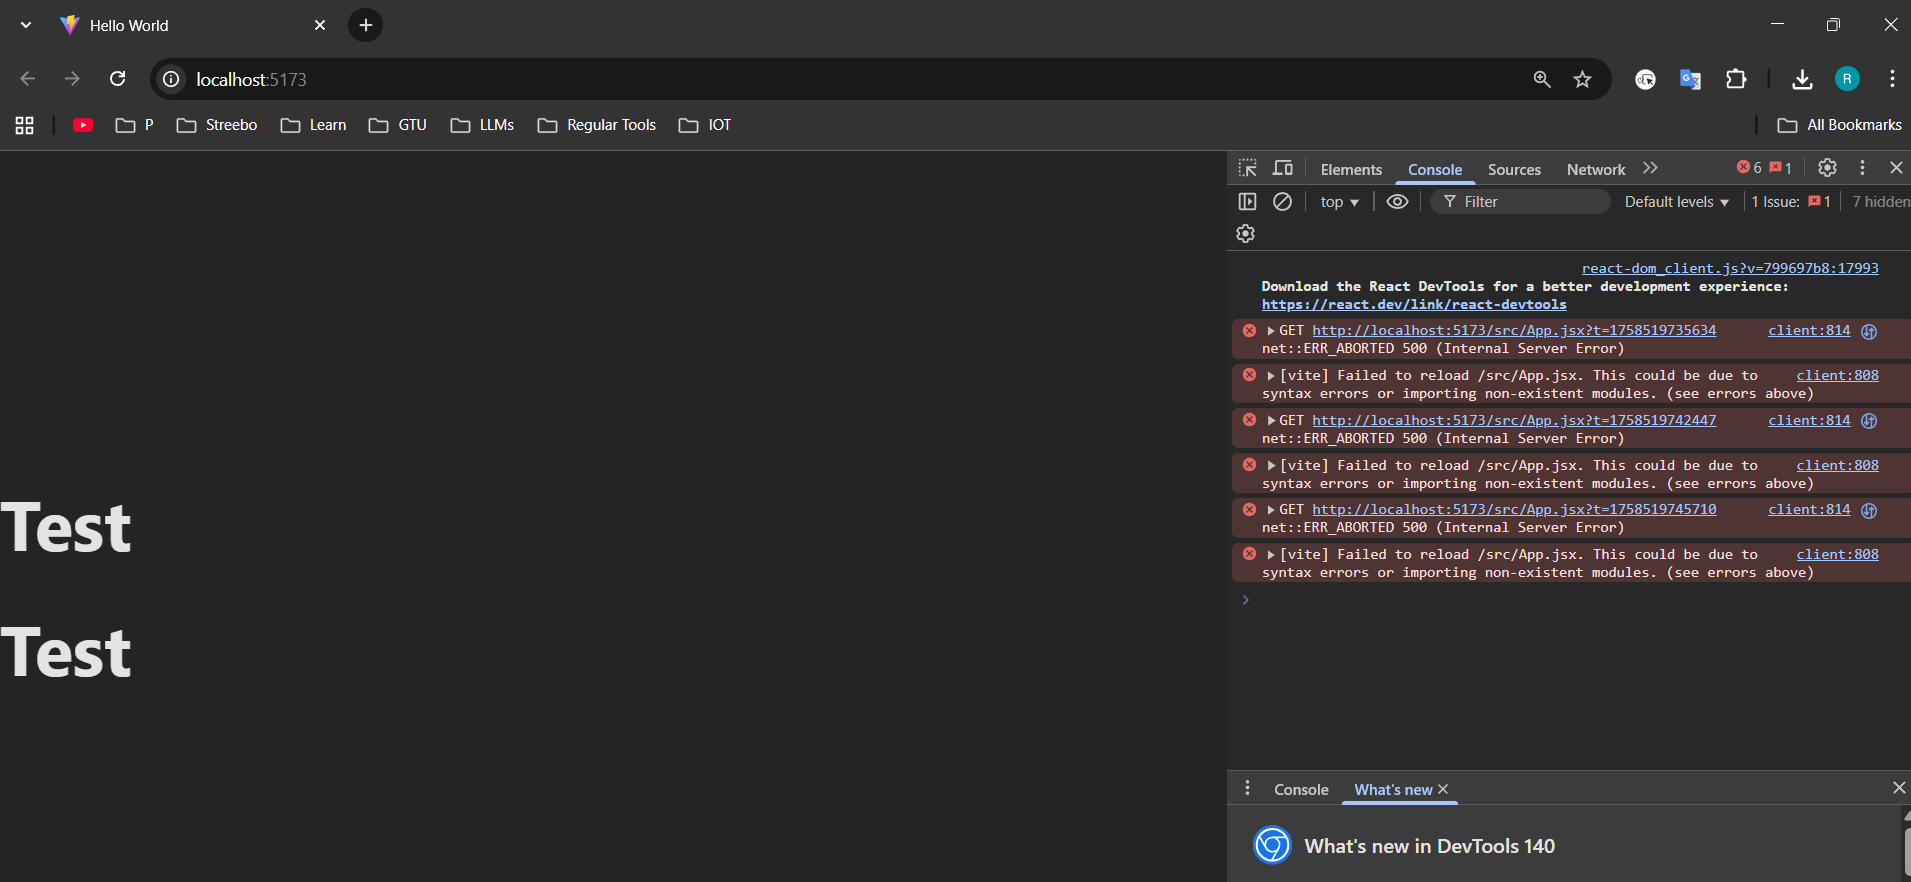 Hello World
localhost:5173
R
P
Streebo
Learn
GTU
LLMs
Regular Tools
IOT
All Bookmarks
Elements
Console
Sources
Network
6
1
top
Filter
Default levels
1 Issue:
1
7 hidden
react-dom_client.js?v=799697b8:17993
Download the React DevTools for a better development experience:
https://react.dev/link/react-devtools
GET http://localhost:5173/src/App.jsx?t=1758519735634 client:814
net::ERR_ABORTED 500 (Internal Server Error)
[vite] Failed to reload /src/App.jsx. This could be due to client:808
syntax errors or importing non-existent modules. (see errors above)
GET http://localhost:5173/src/App.jsx?t=1758519742447 client:814
net::ERR_ABORTED 500 (Internal Server Error)
[vite] Failed to reload /src/App.jsx. This could be due to client:808
syntax errors or importing non-existent modules. (see errors above)
GET http://localhost:5173/src/App.jsx?t=1758519745710 client:814
net::ERR_ABORTED 500 (Internal Server Error)
[vite] Failed to reload /src/App.jsx. This could be due to client:808
syntax errors or importing non-existent modules. (see errors above)
Test
Test
Console
What's new
What's new in DevTools 140